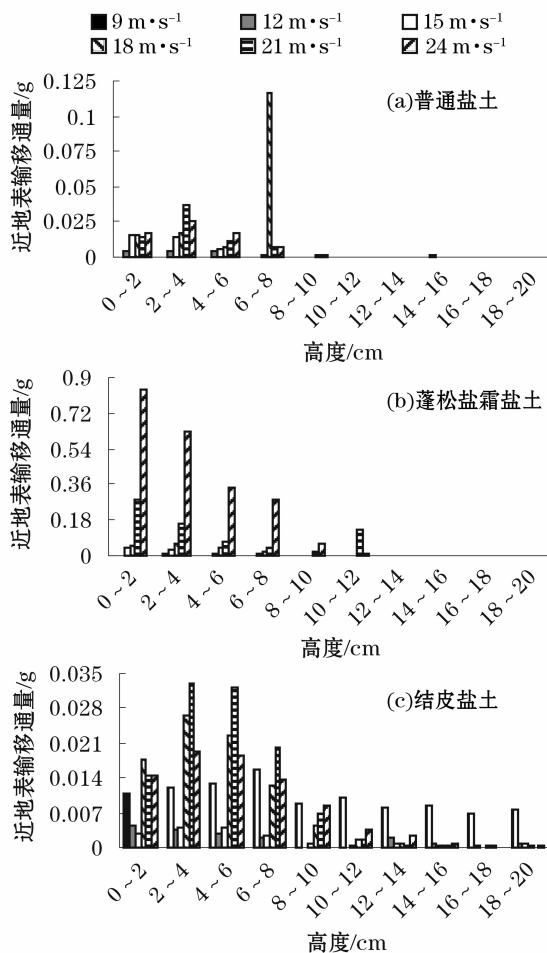 9 m·s⁻¹ 12 m·s⁻¹ 15 m·s⁻¹
18 m·s⁻¹ 21 m·s⁻¹ 24 m·s⁻¹
近地表输移通量/g
0.125
0.1
0.075
0.05
0.025
0
(a)普通盐土
0~2 2~4 4~6 6~8 8~10 10~12 12~14 14~16 16~18 18~20
高度/cm
近地表输移通量/g
0.9
0.72
0.54
0.36
0.18
0
(b)蓬松盐霜盐土
0~2 2~4 4~6 6~8 8~10 10~12 12~14 14~16 16~18 18~20
高度/cm
近地表输移通量/g
0.035
0.028
0.021
0.014
0.007
0
(c)结皮盐土
0~2 2~4 4~6 6~8 8~10 10~12 12~14 14~16 16~18 18~20
高度/cm